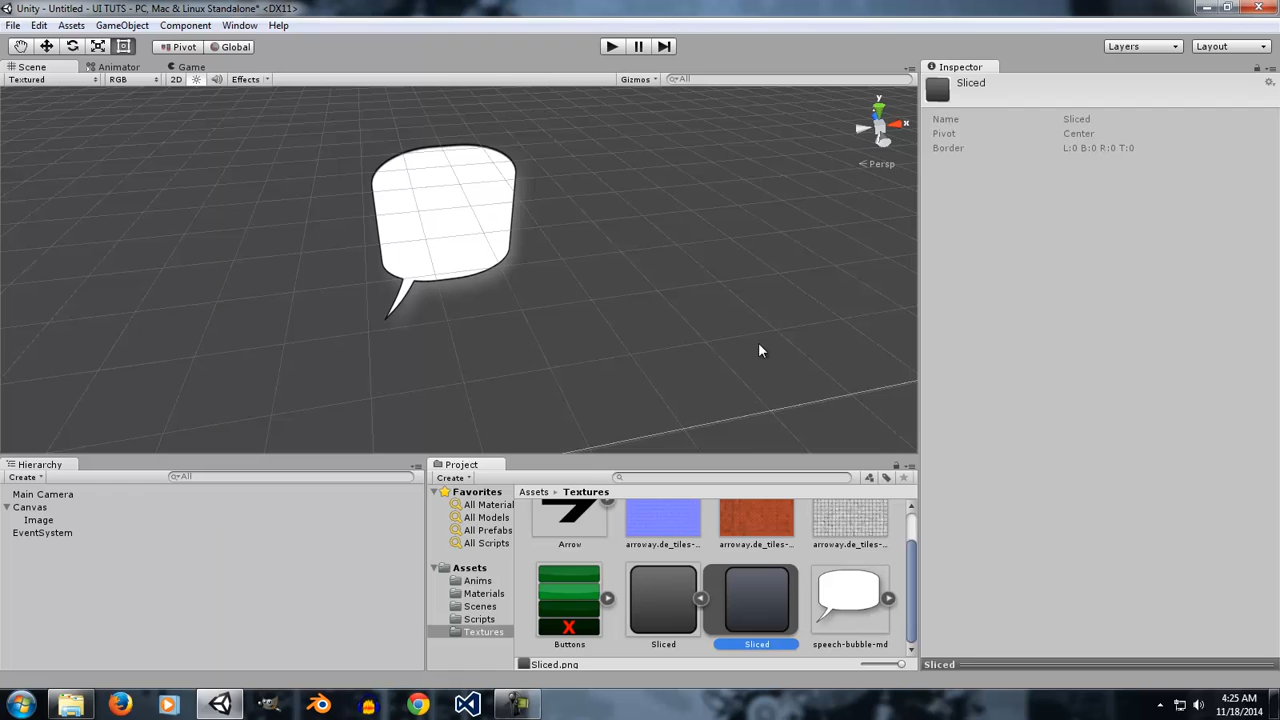 Unity - Untitled - UI TUTS - PC, Mac & Linux Standalone* <DX11>
File Edit Assets GameObject Component Window Help
Pivot Global Layers Layout
Scene Animator Game Inspector
Textured RGB 2D Effects Gizmos All
Sliced
Name Sliced
Pivot Center
Border L:0 B:0 R:0 T:0
y
x
Persp
Hierarchy
Create All
Main Camera
Canvas
Image
EventSystem
Project
Create
Favorites
All Material
All Models
All Prefabs
All Scripts
Assets
Anims
Materials
Scenes
Scripts
Textures
Assets Textures
Arrow arroway.de_tiles-... arroway.de_tiles-... arroway.de_tiles-...
X
Buttons Sliced Sliced speech-bubble-md
Sliced.png
Sliced
4:25 AM
11/18/2014